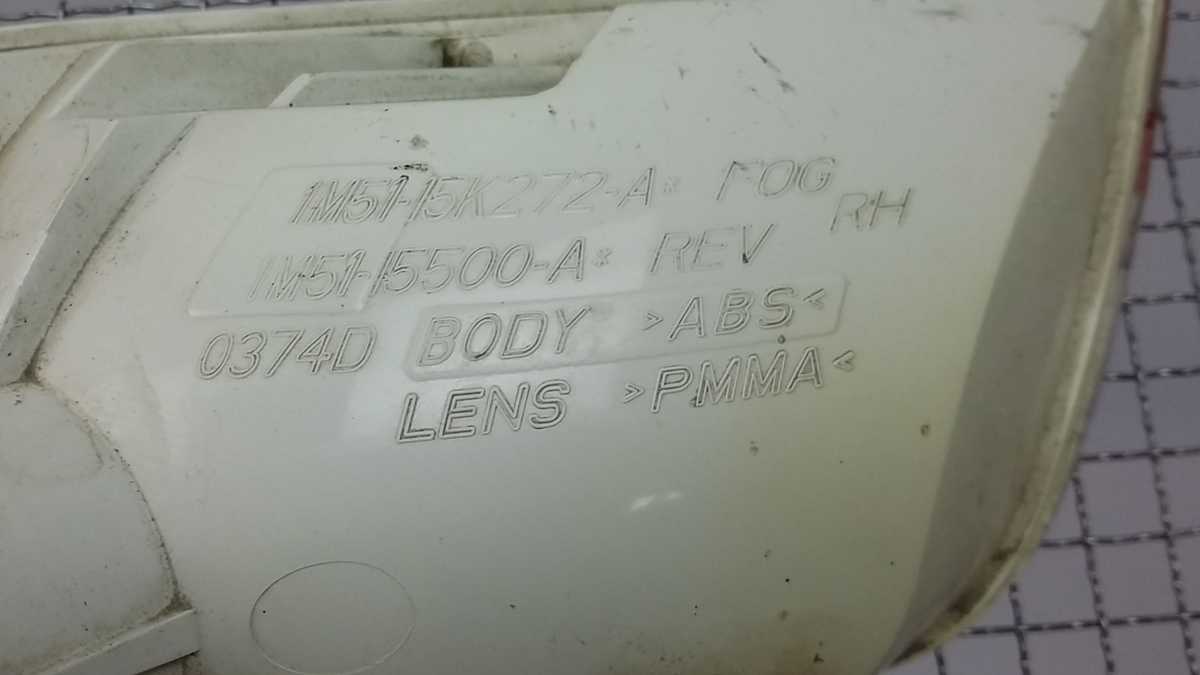 1M51-15K272-A* FOG
RH
1M51-15500-A* REV
0374D BODY >ABS<
LENS >PMMA<